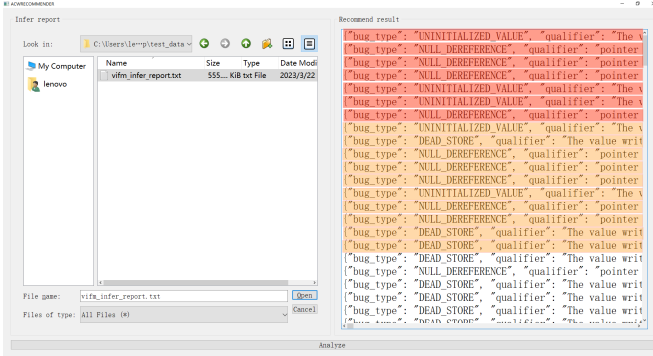 ACWRECOMMENDER
Infer report
Look in:
C:\Users\le···p\test_data
My Computer
lenovo
Name Size Type Date Modi
vifm_infer_report.txt 555.... KiB txt File 2023/3/22
File name: vifm_infer_report.txt Open
Files of type: All Files (*) Cancel
Recommend result
{"bug_type": "UNINITIALIZED_VALUE", "qualifier": "The v
{"bug_type": "NULL_DEREFERENCE", "qualifier": "pointer
{"bug_type": "NULL_DEREFERENCE", "qualifier": "pointer
{"bug_type": "NULL_DEREFERENCE", "qualifier": "pointer
{"bug_type": "UNINITIALIZED_VALUE", "qualifier": "The v
{"bug_type": "UNINITIALIZED_VALUE", "qualifier": "The v
{"bug_type": "NULL_DEREFERENCE", "qualifier": "pointer
{"bug_type": "UNINITIALIZED_VALUE", "qualifier": "The v
{"bug_type": "DEAD_STORE", "qualifier": "The value writ
{"bug_type": "NULL_DEREFERENCE", "qualifier": "pointer
{"bug_type": "NULL_DEREFERENCE", "qualifier": "pointer
{"bug_type": "NULL_DEREFERENCE", "qualifier": "pointer
{"bug_type": "UNINITIALIZED_VALUE", "qualifier": "The v
{"bug_type": "NULL_DEREFERENCE", "qualifier": "pointer
{"bug_type": "NULL_DEREFERENCE", "qualifier": "pointer
{"bug_type": "DEAD_STORE", "qualifier": "The value writ
{"bug_type": "DEAD_STORE", "qualifier": "The value writ
{"bug_type": "DEAD_STORE", "qualifier": "The value writ
{"bug_type": "NULL_DEREFERENCE", "qualifier": "pointer
{"bug_type": "DEAD_STORE", "qualifier": "The value writ
{"bug_type": "DEAD_STORE", "qualifier": "The value writ
{"bug_type": "DEAD_STORE", "qualifier": "The value writ
{"bug_type": "DEAD_STORE", "qualifier": "The value writ
Analyze